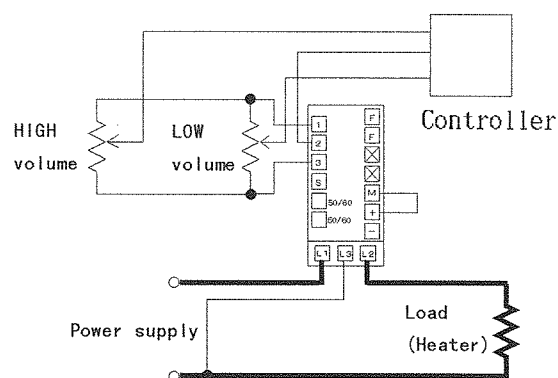 Controller
HIGH
volume
LOW
volume
1
2
3
S
50/60
50/60
F
F
M
+
−
L1
L3
L2
Power supply
Load
(Heater)